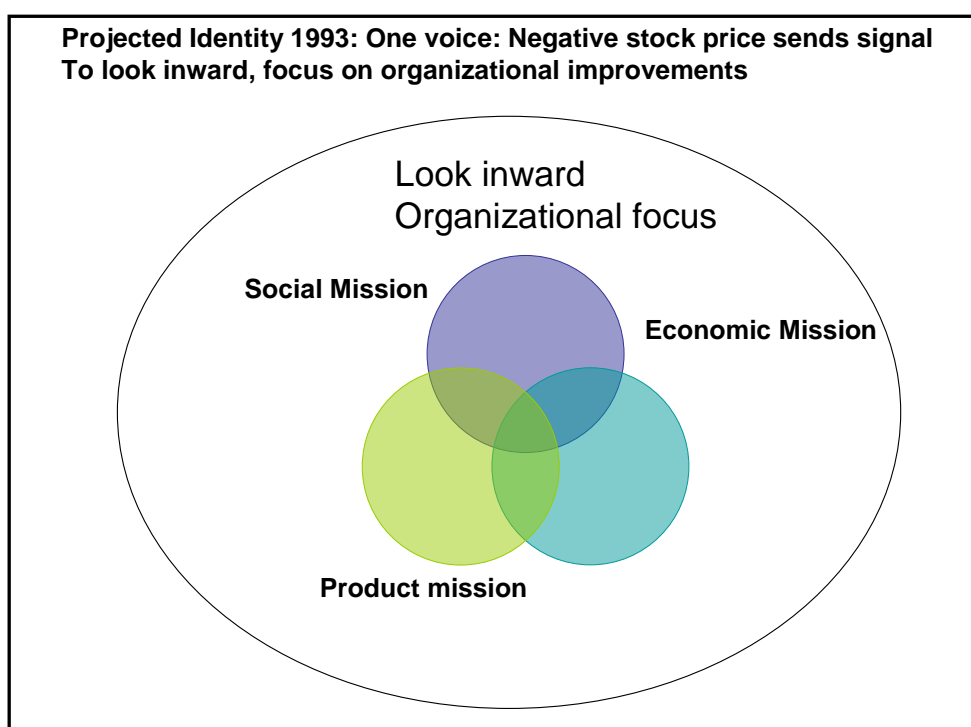 Projected Identity 1993: One voice: Negative stock price sends signal
To look inward, focus on organizational improvements
Look inward
Organizational focus
Social Mission
Economic Mission
Product mission